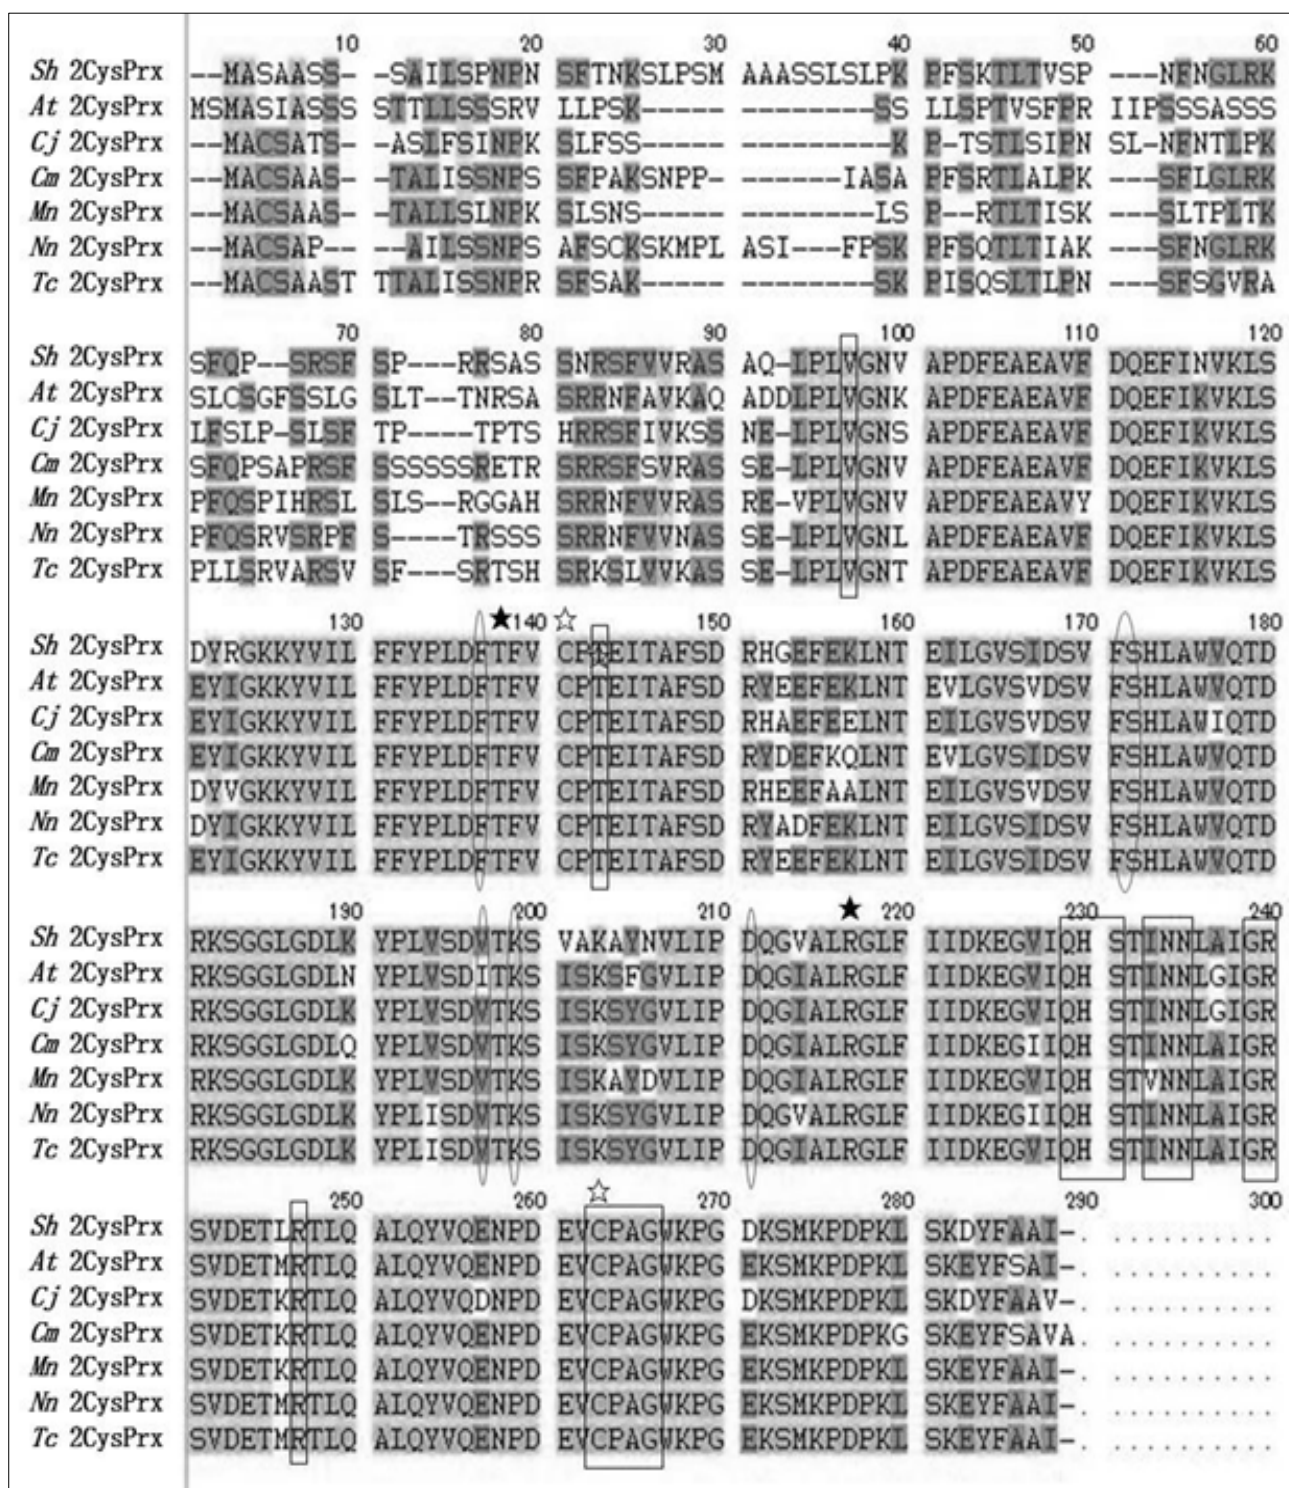 10 20 30 40 50 60
Sh 2CysPrx --MASAASS- -SAILSPNPN SFTNKSLPSM AAASSLSLPK PFSKTLTVSP ---NFNGLRK
At 2CysPrx MSMASIASSS STTLLSSSRV LLPSK----- --------SS LLSPTVSFPR IIPSSSASSS
Cj 2CysPrx --MACSATS- -ASLFSINPK SLFSS----- ---------K P-TSTLSIPN SL-NFNTLPK
Cm 2CysPrx --MACSAAS- -TALISSNPS SFPAKSNPP- ------IASA PFSRTLALPK ---SFLGLRK
Mn 2CysPrx --MACSAAS- -TALLSLNPK SLSNS----- --------LS P--RTLTISK ---SLTPLTK
Nn 2CysPrx --MACSAP-- --AILSSNPS AFSCKSKMPL ASI---FPSK PFSQTLTIAK ---SFNGLRK
Tc 2CysPrx --MACSAAST TTALISSNPR SFSAK----- --------SK PISQSLTLPN ---SFSGVRA
70 80 90 100 110 120
Sh 2CysPrx SFQP--SRSF SP---RRSAS SNRSFVVRAS AQ-LPLVGNV APDFEAEAVF DQEFINVKLS
At 2CysPrx SLCSGFSSLG SLT--TNRSA SRRNFAVKAQ ADDLPLVGNK APDFEAEAVF DQEFIKVKLS
Cj 2CysPrx LFSLP-SLSF TP----TPTS HRRSFIVKSS NE-LPLVGNS APDFEAEAVF DQEFIKVKLS
Cm 2CysPrx SFQPSAPRSF SSSSSSRETR SRRSFSVRAS SE-LPLVGNV APDFEAEAVF DQEFIKVKLS
Mn 2CysPrx PFQSPIHRSL SLS--RGGAH SRRNFVVRAS RE-VPLVGNV APDFEAEAVY DQEFIKVKLS
Nn 2CysPrx PFQSRVSRPF S----TRSSS SRRNFVVNAS SE-LPLVGNL APDFEAEAVF DQEFIKVKLS
Tc 2CysPrx PLLSRVARSV SF---SRTSH SRKSLVVKAS SE-LPLVGNT APDFEAEAVF DQEFIKVKLS
130 140 150 160 170 180
Sh 2CysPrx DYRGKKYVIL FFYPLDFTFV CPTEITAFSD RHGEFEKLNT EILGVSIDSV FSHLAWVQTD
At 2CysPrx EYIGKKYVIL FFYPLDFTFV CPTEITAFSD RYEEFEKLNT EVLGVSVDSV FSHLAWVQTD
Cj 2CysPrx EYIGKKYVIL FFYPLDFTFV CPTEITAFSD RHAEFEELNT EILGVSVDSV FSHLAWIQTD
Cm 2CysPrx EYIGKKYVIL FFYPLDFTFV CPTEITAFSD RYDEFKQLNT EVLGVSIDSV FSHLAWVQTD
Mn 2CysPrx DYVGKKYVIL FFYPLDFTFV CPTEITAFSD RHEEFAALNT EILGVSVDSV FSHLAWVQTD
Nn 2CysPrx DYIGKKYVIL FFYPLDFTFV CPTEITAFSD RYADFEKLNT EILGVSIDSV FSHLAWVQTD
Tc 2CysPrx EYIGKKYVIL FFYPLDFTFV CPTEITAFSD RYEEFEKLNT EILGVSIDSV FSHLAWVQTD
190 200 210 220 230 240
Sh 2CysPrx RKSGGLGDLK YPLVSDVTKS VAKAYNVLIP DQGVALRGLF IIDKEGVIQH STINNLAIGR
At 2CysPrx RKSGGLGDLN YPLVSDITKS ISKSFGVLIP DQGIALRGLF IIDKEGVIQH STINNLGIGR
Cj 2CysPrx RKSGGLGDLK YPLVSDVTKS ISKSYGVLIP DQGIALRGLF IIDKEGVIQH STINNLGIGR
Cm 2CysPrx RKSGGLGDLQ YPLVSDVTKS ISKSYGVLIP DQGIALRGLF IIDKEGIIQH STINNLAIGR
Mn 2CysPrx RKSGGLGDLK YPLVSDVTKS ISKAYDVLIP DQGIALRGLF IIDKEGVIQH STVNNLAIGR
Nn 2CysPrx RKSGGLGDLK YPLISDVTKS ISKSYGVLIP DQGVALRGLF IIDKEGIIQH STINNLAIGR
Tc 2CysPrx RKSGGLGDLK YPLISDVTKS ISKSYGVLIP DQGIALRGLF IIDKEGVIQH STINNLAIGR
250 260 270 280 290 300
Sh 2CysPrx SVDETLRTLQ ALQYVQENPD EVCPAGWKPG DKSMKPDPKL SKDYFAAI-. ..........
At 2CysPrx SVDETMRTLQ ALQYVQENPD EVCPAGWKPG EKSMKPDPKL SKEYFSAI-. ..........
Cj 2CysPrx SVDETKRTLQ ALQYVQDNPD EVCPAGWKPG DKSMKPDPKL SKDYFAAV-. ..........
Cm 2CysPrx SVDETKRTLQ ALQYVQENPD EVCPAGWKPG EKSMKPDPKG SKEYFSAVA. ..........
Mn 2CysPrx SVDETKRTLQ ALQYVQENPD EVCPAGWKPG EKSMKPDPKL SKEYFAAI-. ..........
Nn 2CysPrx SVDETMRTLQ ALQYVQENPD EVCPAGWKPG EKSMKPDPKL SKEYFAAI-. ..........
Tc 2CysPrx SVDETMRTLQ ALQYVQENPD EVCPAGWKPG EKSMKPDPKL SKEYFAAI-. ..........